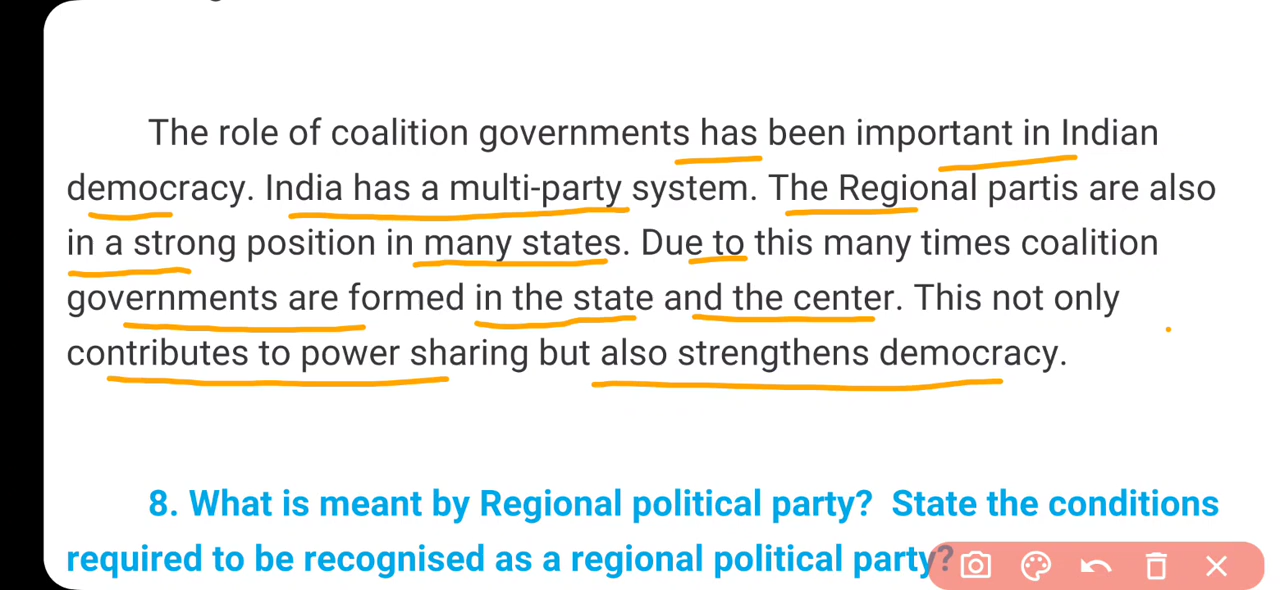 The role of coalition governments has been important in Indian
democracy. India has a multi-party system. The Regional partis are also
in a strong position in many states. Due to this many times coalition
governments are formed in the state and the center. This not only
contributes to power sharing but also strengthens democracy.
8. What is meant by Regional political party? State the conditions
required to be recognised as a regional political party?